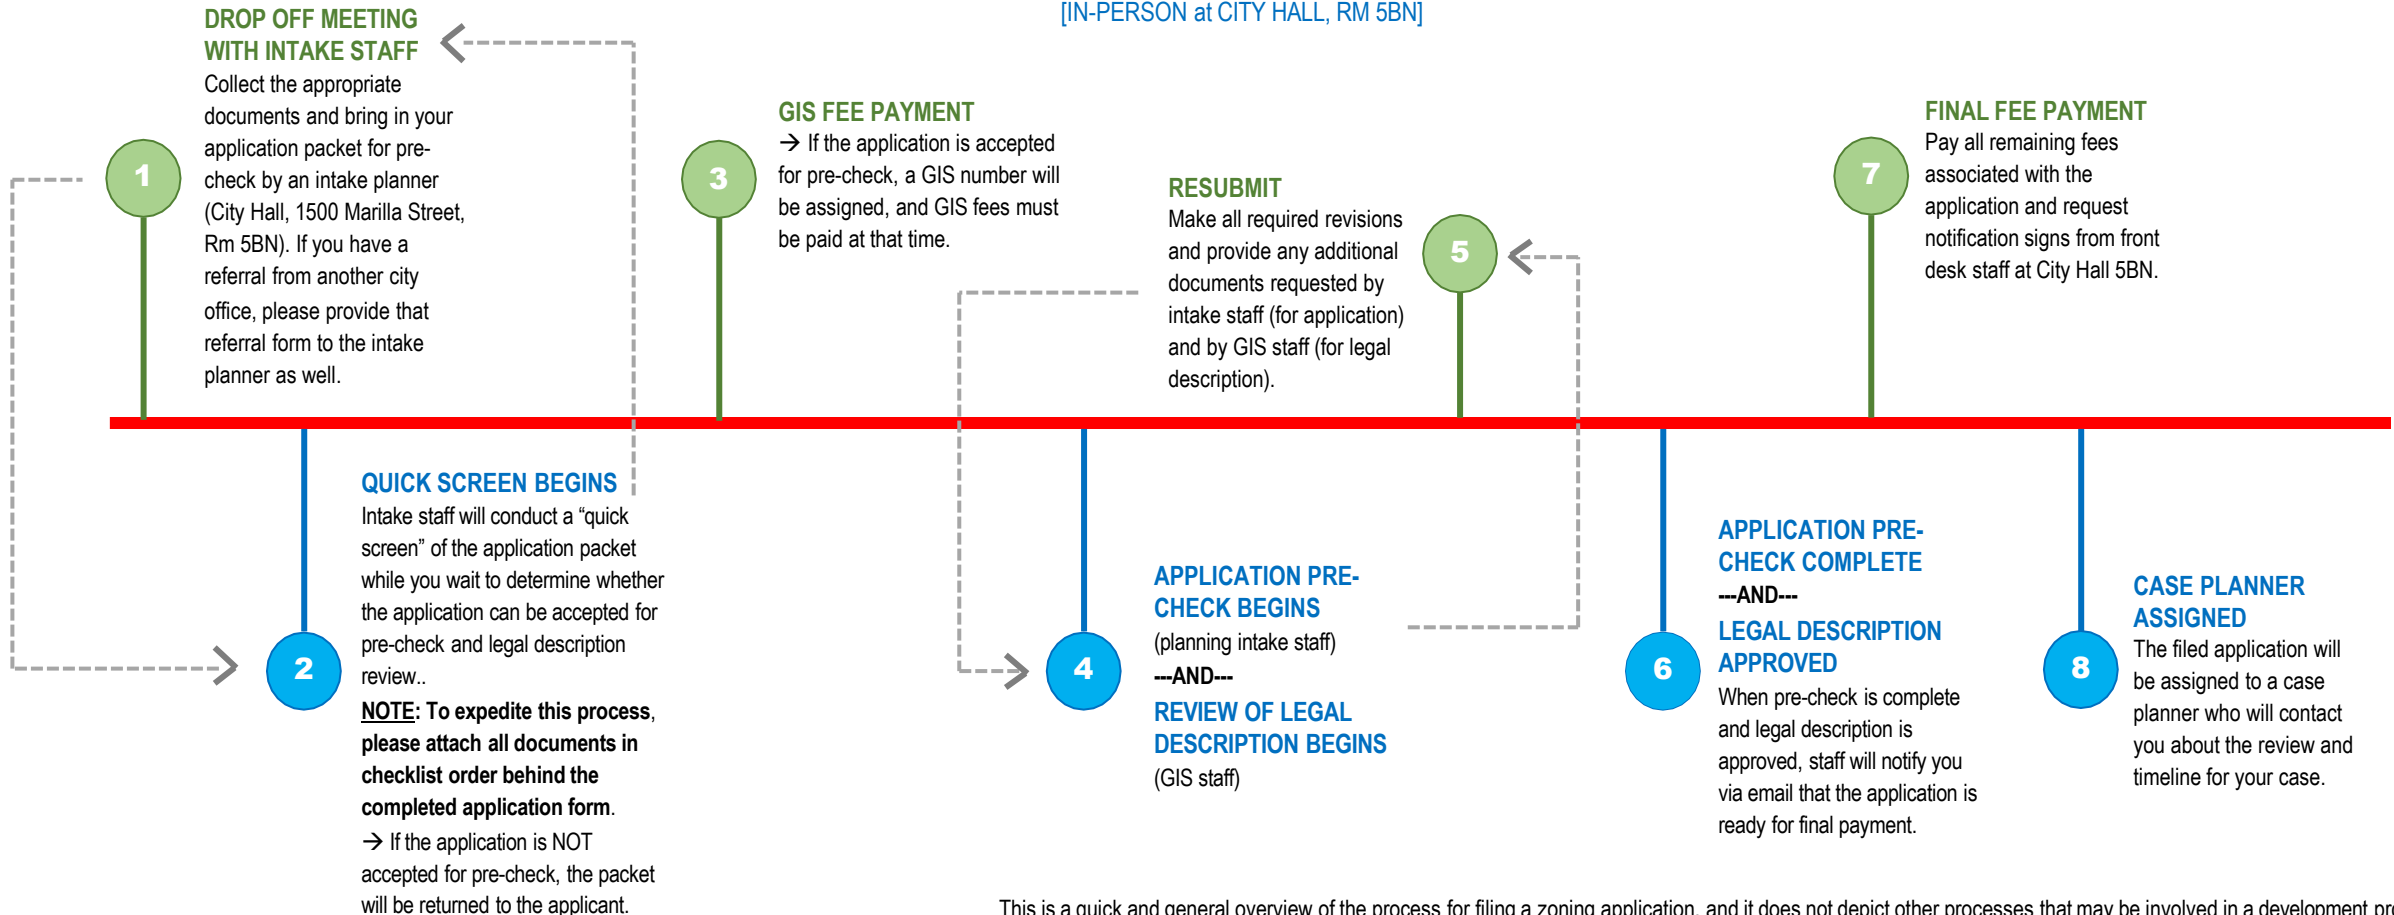 [IN-PERSON at CITY HALL, RM 5BN]
1
DROP OFF MEETING
WITH INTAKE STAFF
Collect the appropriate
documents and bring in your
application packet for pre-
check by an intake planner
(City Hall, 1500 Marilla Street,
Rm 5BN). If you have a
referral from another city
office, please provide that
referral form to the intake
planner as well.
2
QUICK SCREEN BEGINS
Intake staff will conduct a “quick
screen” of the application packet
while you wait to determine whether
the application can be accepted for
pre-check and legal description
review..
NOTE: To expedite this process,
please attach all documents in
checklist order behind the
completed application form.
→ If the application is NOT
accepted for pre-check, the packet
will be returned to the applicant.
3
GIS FEE PAYMENT
→ If the application is accepted
for pre-check, a GIS number will
be assigned, and GIS fees must
be paid at that time.
4
APPLICATION PRE-
CHECK BEGINS
(planning intake staff)
---AND---
REVIEW OF LEGAL
DESCRIPTION BEGINS
(GIS staff)
RESUBMIT
Make all required revisions
and provide any additional
documents requested by
intake staff (for application)
and by GIS staff (for legal
description).
5
6
APPLICATION PRE-
CHECK COMPLETE
---AND---
LEGAL DESCRIPTION
APPROVED
When pre-check is complete
and legal description is
approved, staff will notify you
via email that the application is
ready for final payment.
7
FINAL FEE PAYMENT
Pay all remaining fees
associated with the
application and request
notification signs from front
desk staff at City Hall 5BN.
8
CASE PLANNER
ASSIGNED
The filed application will
be assigned to a case
planner who will contact
you about the review and
timeline for your case.
This is a quick and general overview of the process for filing a zoning application, and it does not depict other processes that may be involved in a development